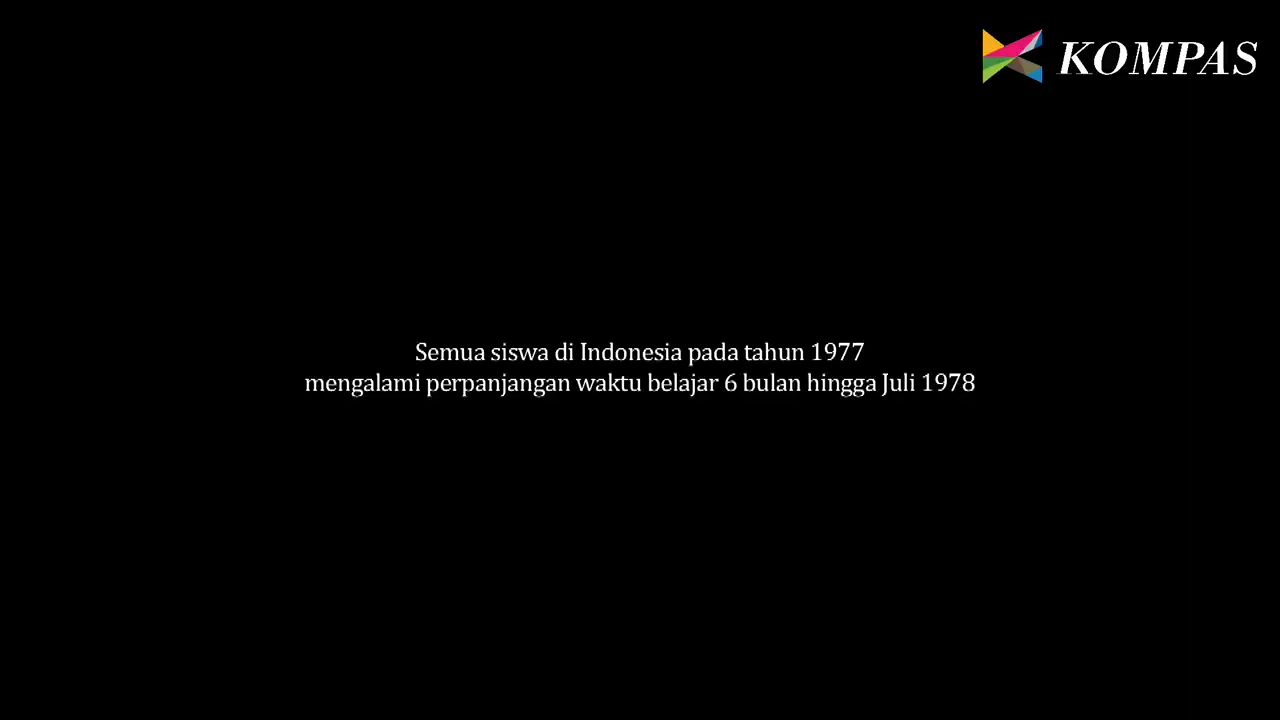 KOMPAS
Semua siswa di Indonesia pada tahun 1977
mengalami perpanjangan waktu belajar 6 bulan hingga Juli 1978